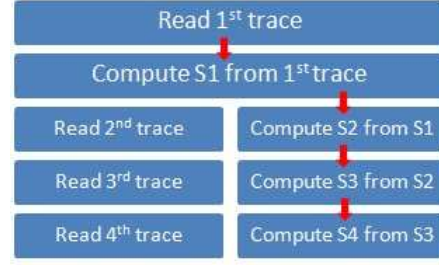 Read 1st trace
Compute S1 from 1st trace
Read 2nd trace
Compute S2 from S1
Read 3rd trace
Compute S3 from S2
Read 4th trace
Compute S4 from S3